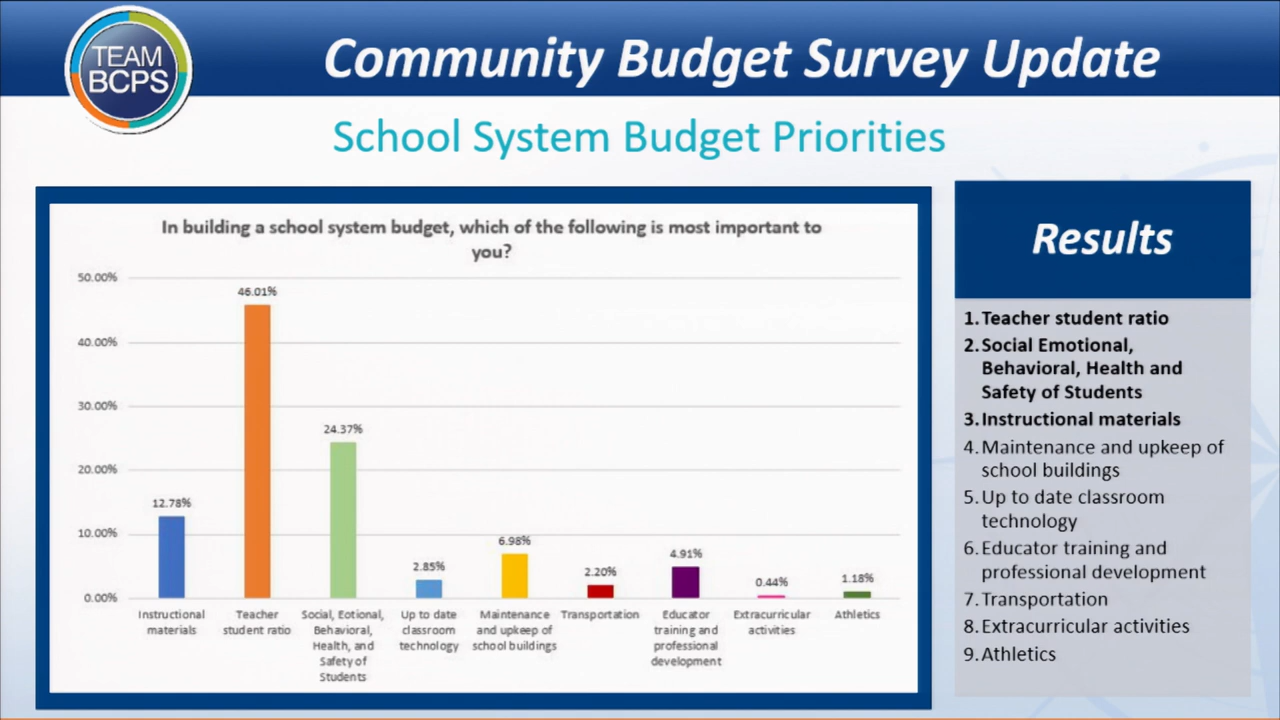 TEAM
BCPS
Community Budget Survey Update
School System Budget Priorities
In building a school system budget, which of the following is most important to
you?
50.00%
40.00%
30.00%
20.00%
10.00%
0.00%
12.78%
46.01%
24.37%
2.85%
6.98%
2.20%
4.91%
0.44%
1.18%
Instructional
materials
Teacher
student ratio
Social, Eotional,
Behavioral,
Health, and
Safety of
Students
Up to date
classroom
technology
Maintenance
and upkeep of
school buildings
Transportation
Educator
training and
professional
development
Extracurricular
activities
Athletics
Results
1. Teacher student ratio
2. Social Emotional,
Behavioral, Health and
Safety of Students
3. Instructional materials
4. Maintenance and upkeep of
school buildings
5. Up to date classroom
technology
6. Educator training and
professional development
7. Transportation
8. Extracurricular activities
9. Athletics